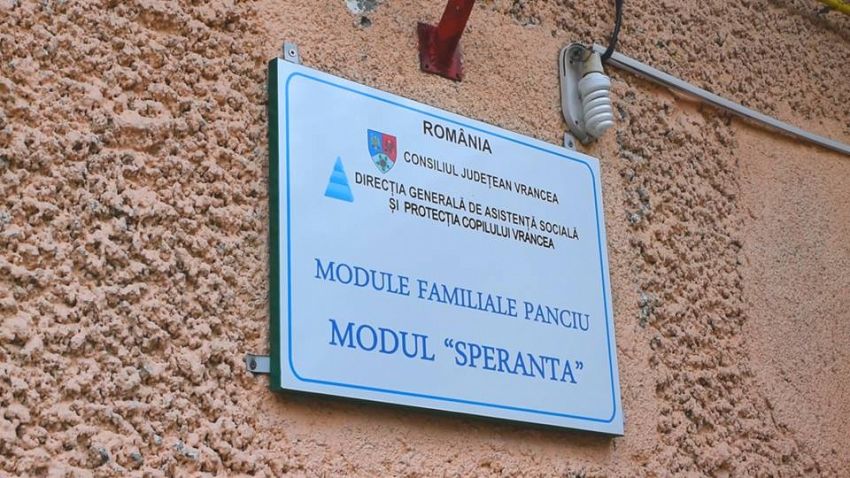 ROMÂNIA
CONSILIUL JUDEȚEAN VRANCEA
DIRECȚIA GENERALĂ DE ASISTENȚĂ SOCIALĂ
ȘI PROTECȚIA COPILULUI VRANCEA
MODULE FAMILIALE PANCIU
MODUL “SPERANTA”